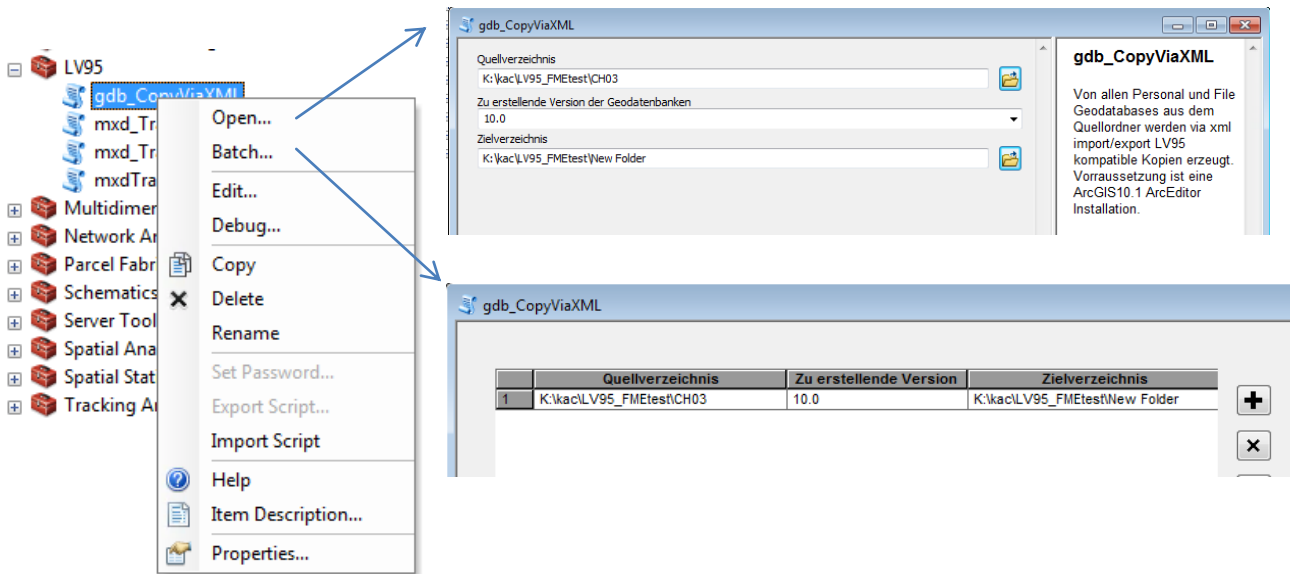 LV95
gdb_CopyViaXML
mxd_Tr
mxd_Tr
mxdTra
Multidimer
Network Ar
Parcel Fabr
Schematics
Server Tool
Spatial Ana
Spatial Stat
Tracking A
Open...
Batch...
Edit...
Debug...
Copy
Delete
Rename
Set Password...
Export Script...
Import Script
Help
Item Description...
Properties...
gdb_CopyViaXML
Quellverzeichnis
K:\kac\LV95_FMEtest\CH03
Zu erstellende Version der Geodatenbanken
10.0
Zielverzeichnis
K:\kac\LV95_FMEtest\New Folder
gdb_CopyViaXML
Von allen Personal und File
Geodatabases aus dem
Quellordner werden via xml
import/export LV95
kompatible Kopien erzeugt.
Vorraussetzung ist eine
ArcGIS10.1 ArcEditor
Installation.
gdb_CopyViaXML
Quellverzeichnis Zu erstellende Version Zielverzeichnis
1 K:\kac\LV95_FMEtest\CH03 10.0 K:\kac\LV95_FMEtest\New Folder